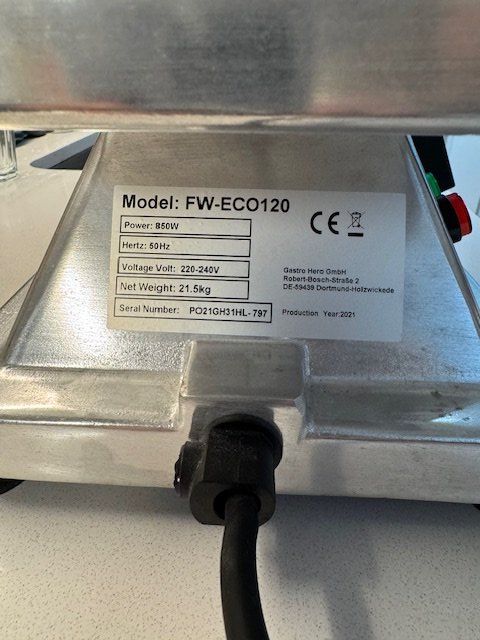 Model: FW-ECO120
Power: 850W
Hertz: 50Hz
Voltage Volt: 220-240V
Net Weight: 21.5kg
Serial Number: PO21GH31HL- 797
CE
Gastro Hero GmbH
Robert-Bosch-Straße 2
DE-59439 Dortmund-Holzwickede
Production Year:2021